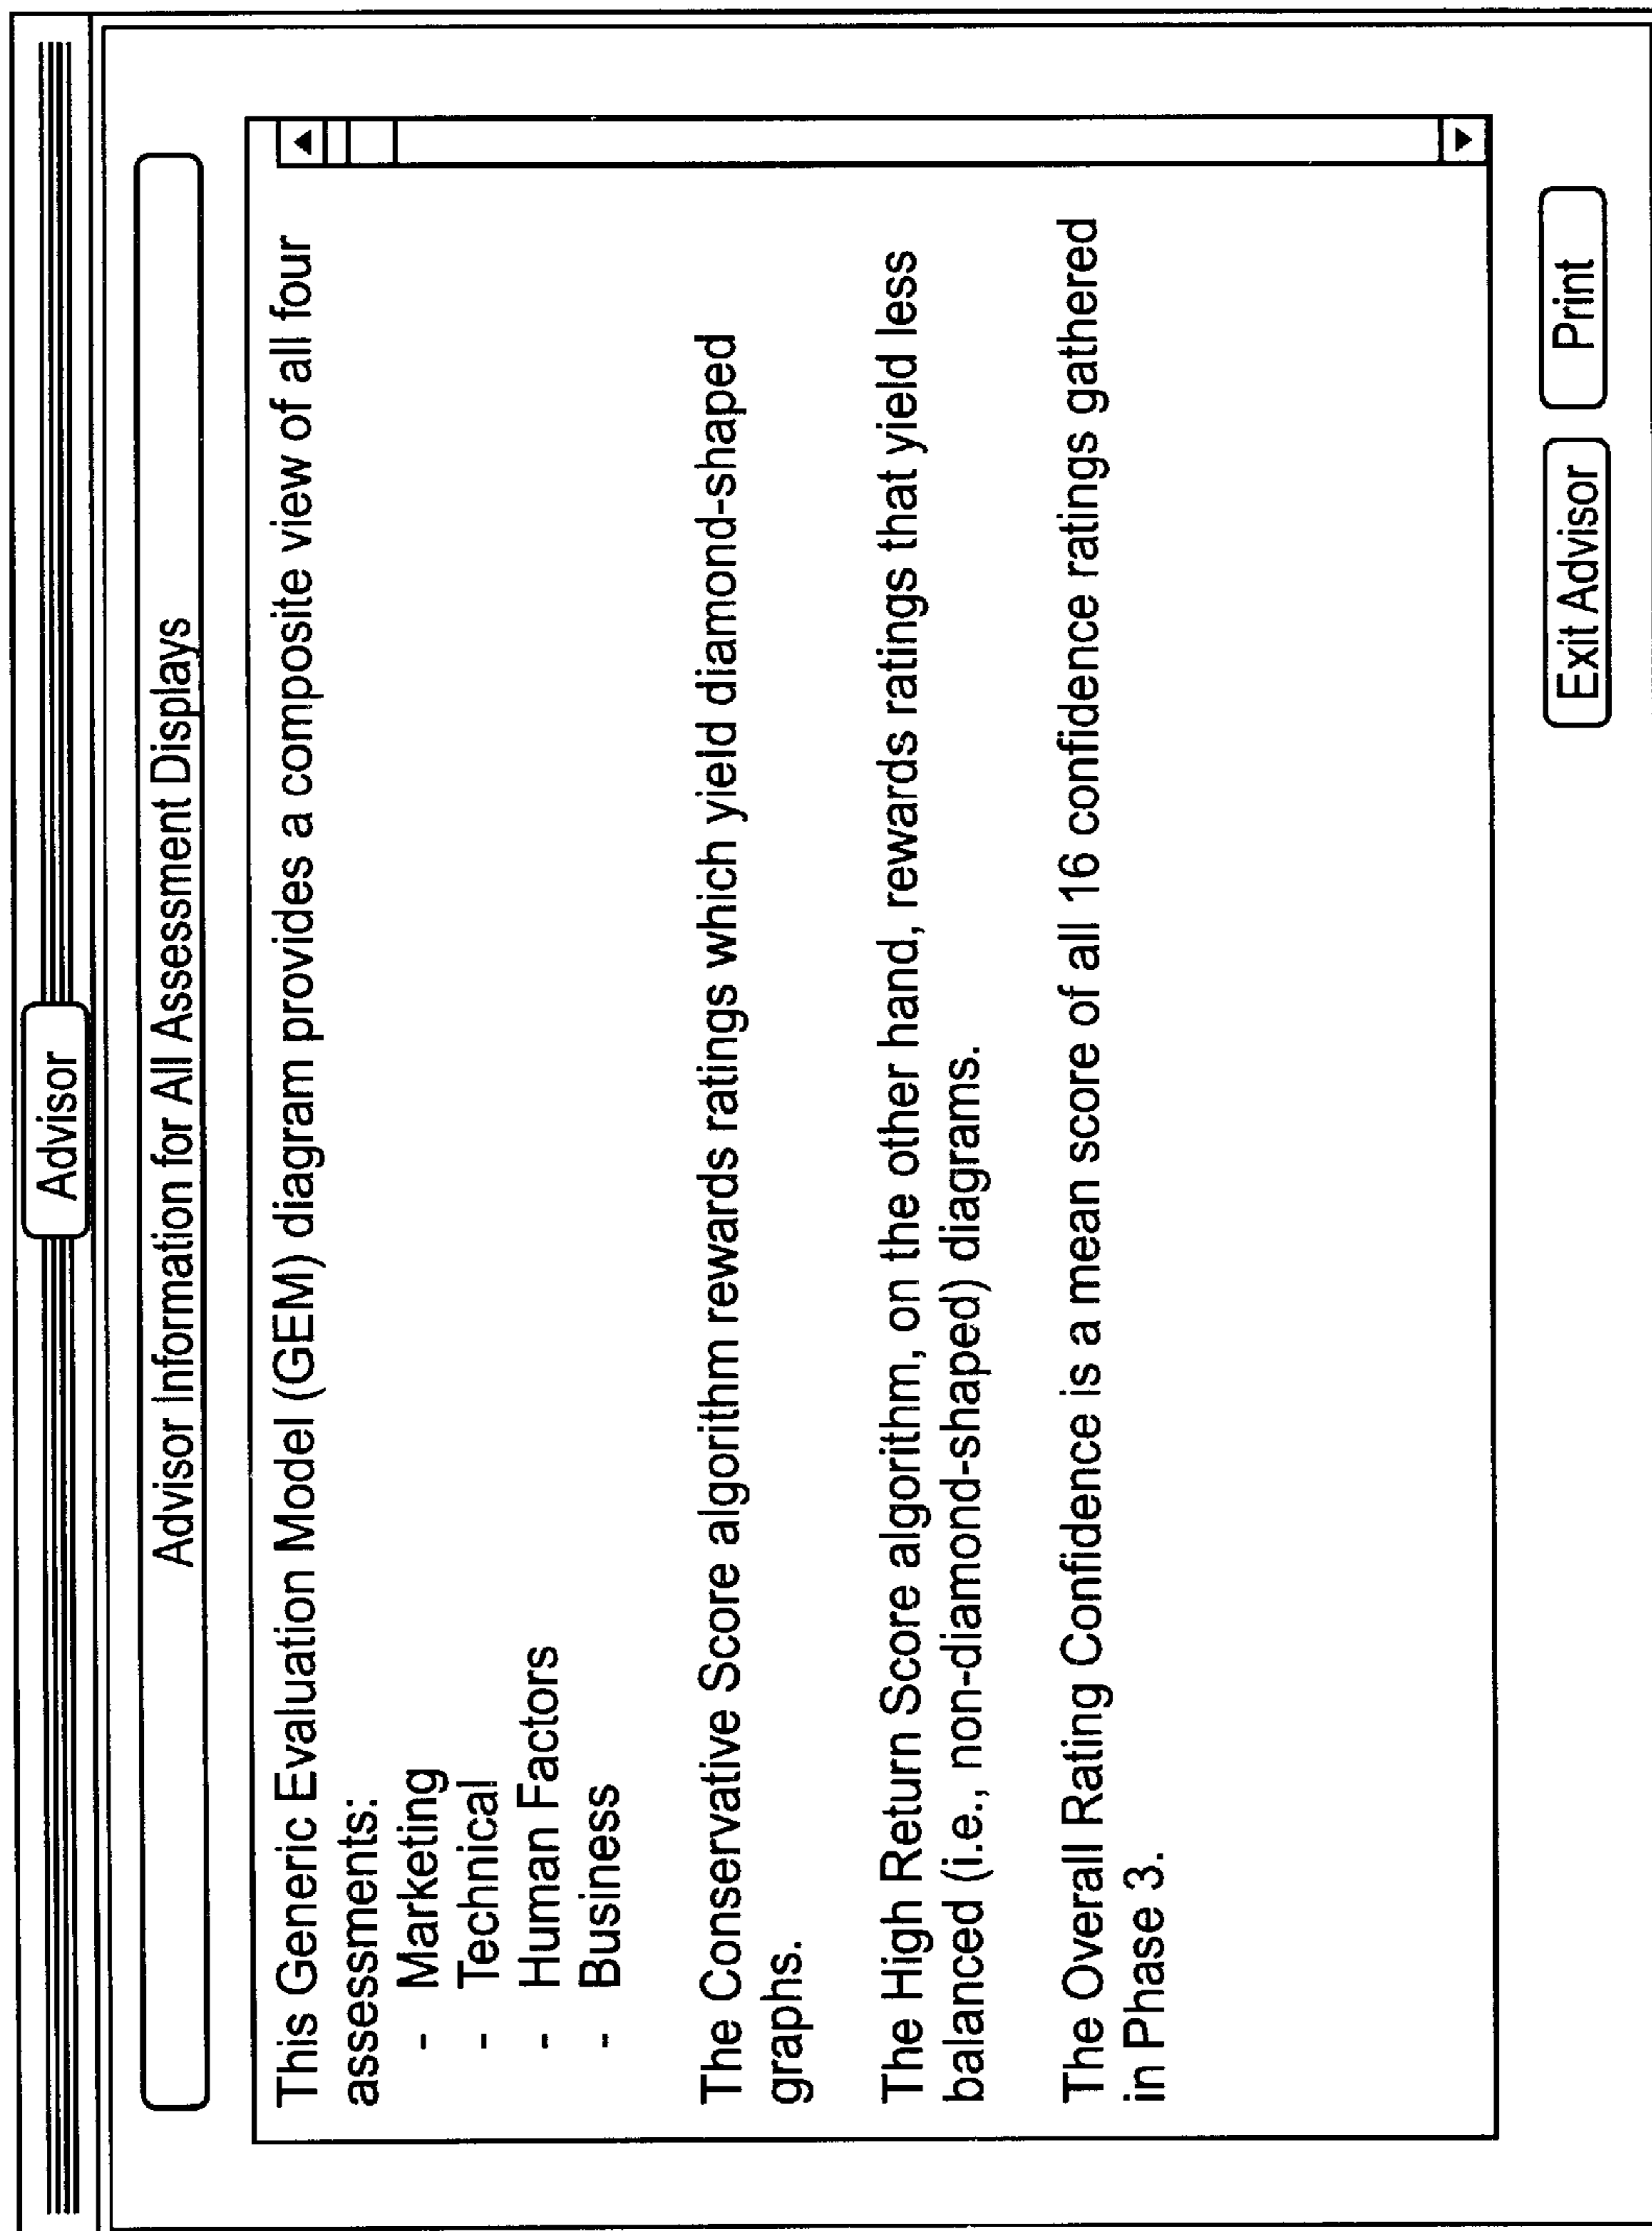 Advisor
Advisor Information for All Assessment Displays
This Generic Evaluation Model (GEM) diagram provides a composite view of all four
assessments:
- Marketing
- Technical
- Human Factors
- Business
The Conservative Score algorithm rewards ratings which yield diamond-shaped
graphs.
The High Return Score algorithm, on the other hand, rewards ratings that yield less
balanced (i.e., non-diamond-shaped) diagrams.
The Overall Rating Confidence is a mean score of all 16 confidence ratings gathered
in Phase 3.
Exit Advisor
Print